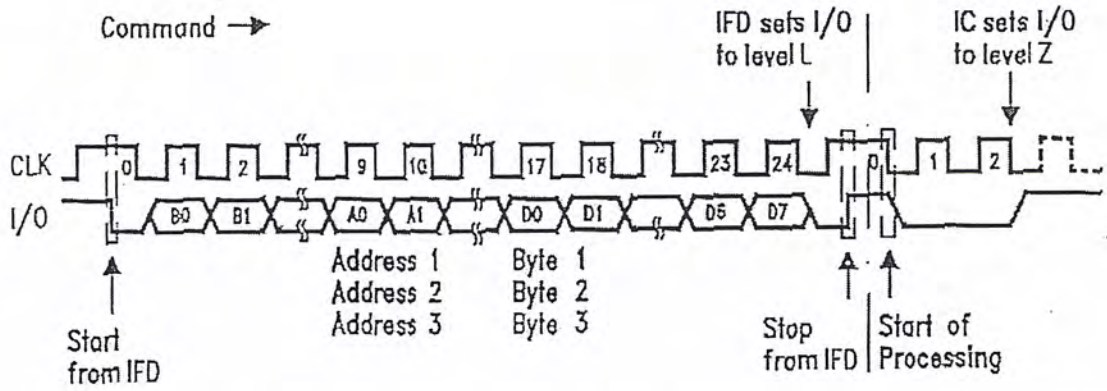 Command
IFD sets I/O
to level L
IC sets I/O
to level Z
CLK
0 1 2 9 10 17 18 23 24 0 1 2
I/O
B0 B1 A0 A1 D0 D1 D6 D7
Address 1 Byte 1
Address 2 Byte 2
Address 3 Byte 3
Start
from IFD
Stop
from IFD
Start of
Processing